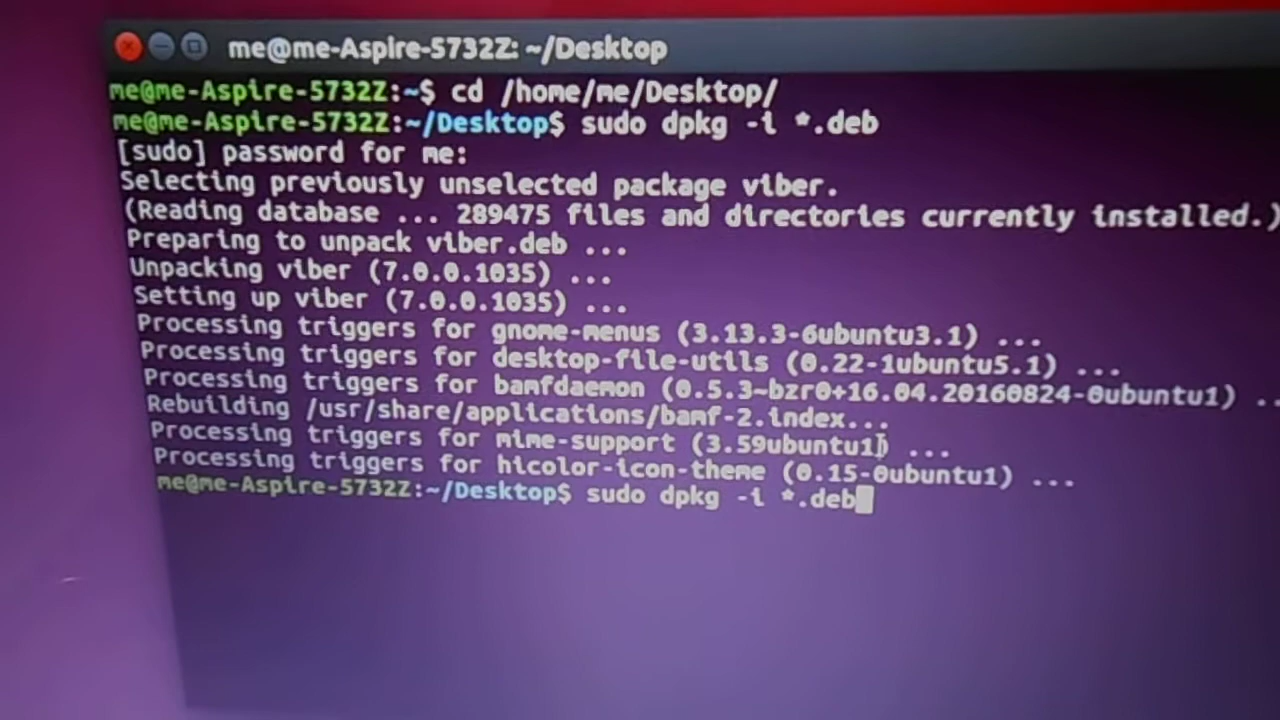 me@me-Aspire-5732Z: ~/Desktop
me@me-Aspire-5732Z:~$ cd /home/me/Desktop/
me@me-Aspire-5732Z:~/Desktop$ sudo dpkg -i *.deb
[sudo] password for me:
Selecting previously unselected package viber.
(Reading database ... 289475 files and directories currently installed.)
Preparing to unpack viber.deb ...
Unpacking viber (7.0.0.1035) ...
Setting up viber (7.0.0.1035) ...
Processing triggers for gnome-menus (3.13.3-6ubuntu3.1) ...
Processing triggers for desktop-file-utils (0.22-1ubuntu5.1) ...
Processing triggers for bamfdaemon (0.5.3~bzr0+16.04.20160824-0ubuntu1) ..
Rebuilding /usr/share/applications/bamf-2.index...
Processing triggers for mime-support (3.59ubuntu1) ...
Processing triggers for hicolor-icon-theme (0.15-0ubuntu1) ...
me@me-Aspire-5732Z:~/Desktop$ sudo dpkg -i *.deb